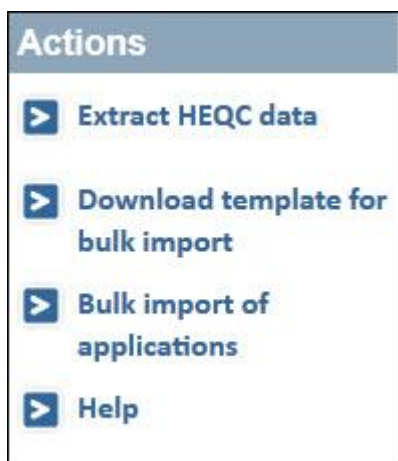 Actions
Extract HEQC data
Download template for
bulk import
Bulk import of
applications
Help